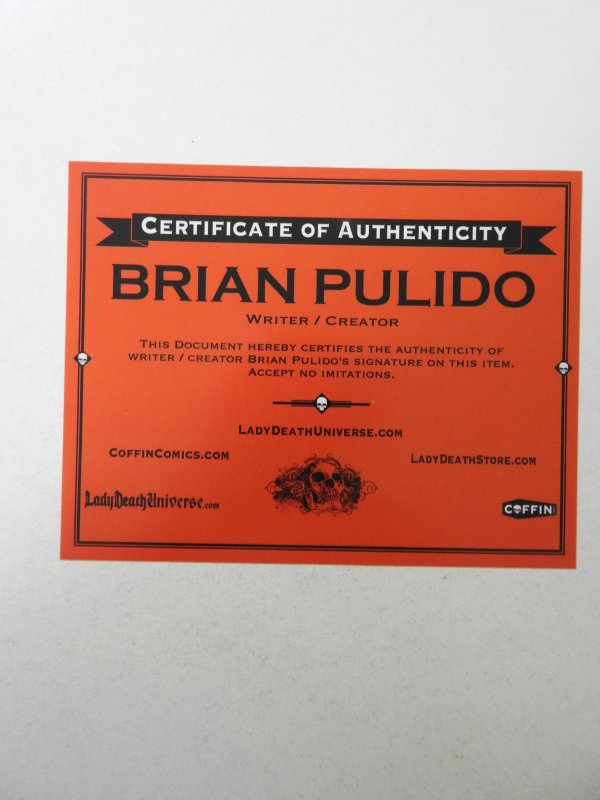 CERTIFICATE OF AUTHENTICITY
BRIAN PULIDO
WRITER / CREATOR
THIS DOCUMENT HEREBY CERTIFIES THE AUTHENTICITY OF
WRITER / CREATOR BRIAN PULIDO'S SIGNATURE ON THIS ITEM.
ACCEPT NO IMITATIONS.
LADYDEATHUNIVERSE.COM
COFFINCOMICS.COM
LADYDEATHSTORE.COM
LadyDeathUniverse.com
COFFIN